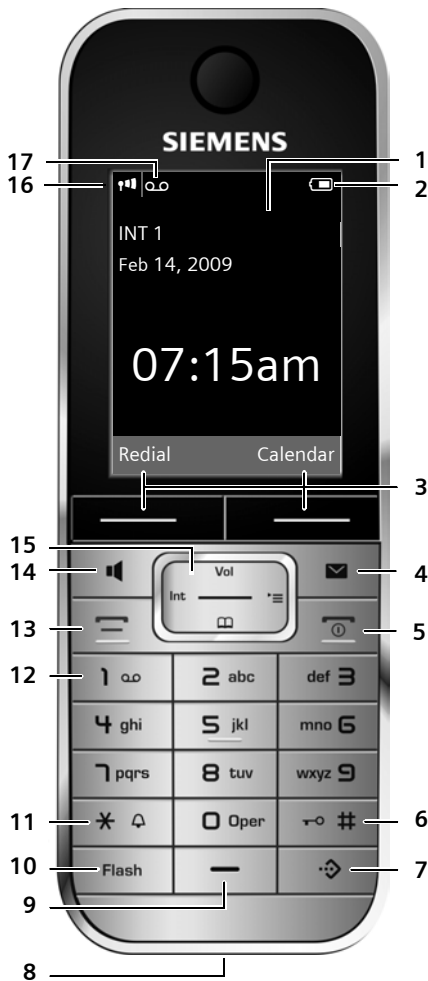 SIEMENS
17
1
16
2
INT 1
Feb 14, 2009
07:15am
Redial Calendar
3
15
Vol
14
4
Int
13
5
12
1 2 abc def 3
4 ghi 5 jkl mno 6
7 pqrs 8 tuv wxyz 9
11 * 0 Oper # 6
10 Flash 7
9
8